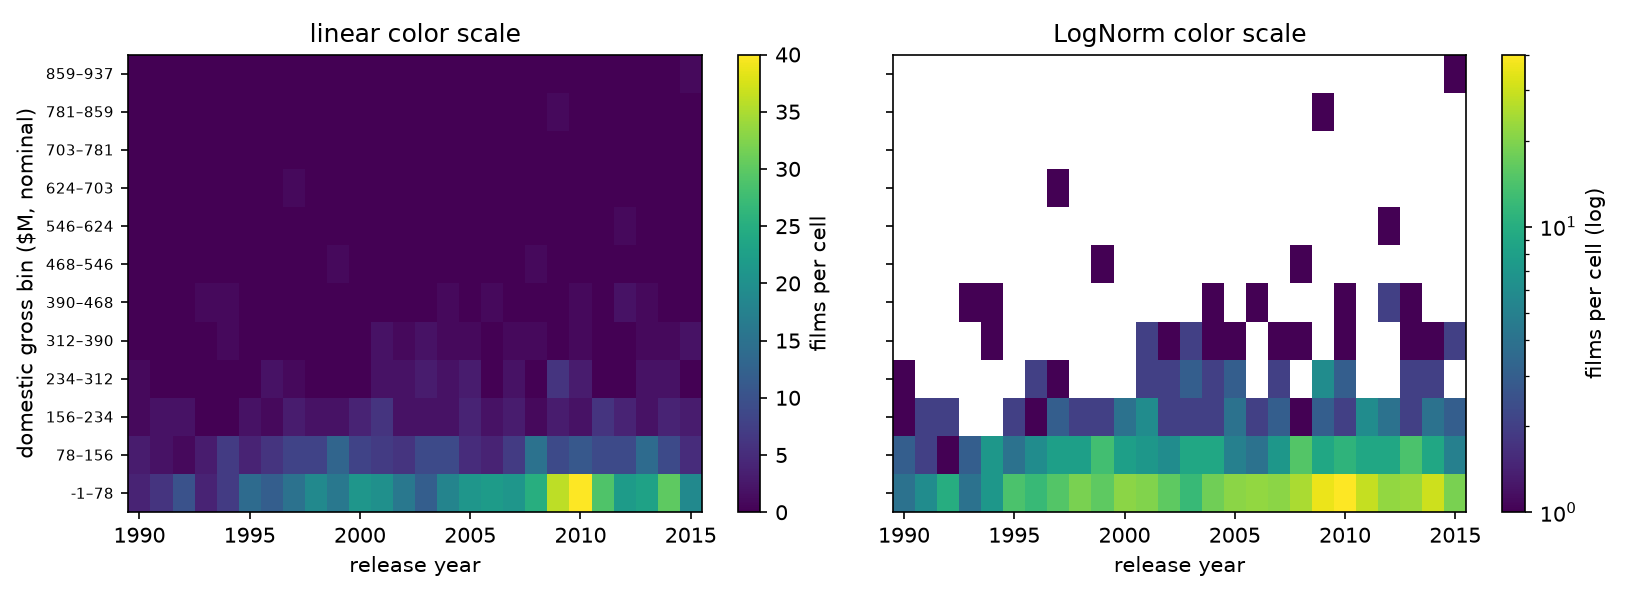 linear color scale
domestic gross bin ($M, nominal)
859–937
781–859
703–781
624–703
546–624
468–546
390–468
312–390
234–312
156–234
78–156
-1–78
1990 1995 2000 2005 2010 2015
release year
40
35
30
25
20
15
10
5
0
films per cell
LogNorm color scale
1990 1995 2000 2005 2010 2015
release year
10¹
10⁰
films per cell (log)